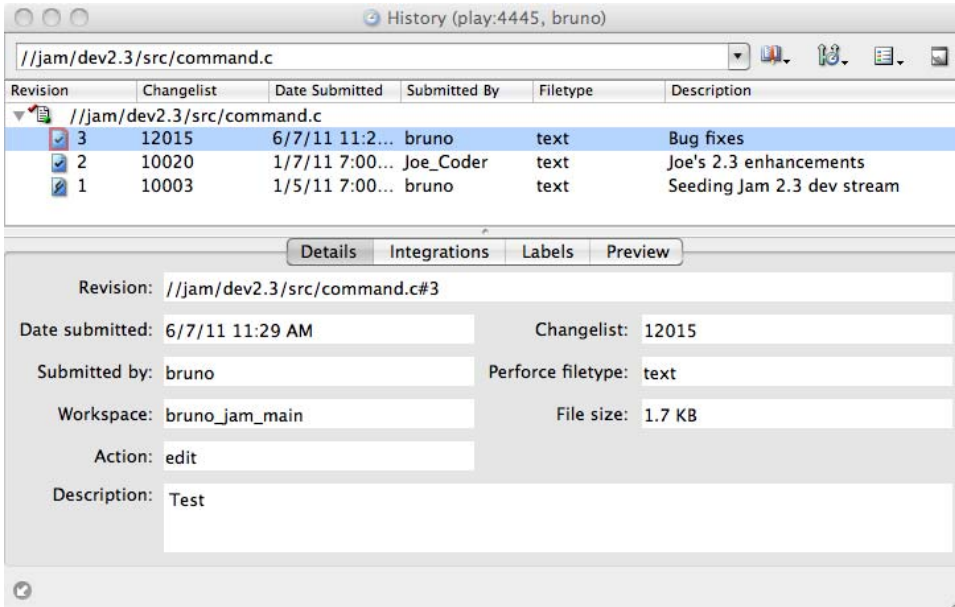 History (play:4445, bruno)
//jam/dev2.3/src/command.c
Revision Changelist Date Submitted Submitted By Filetype Description
//jam/dev2.3/src/command.c
3 12015 6/7/11 11:2... bruno text Bug fixes
2 10020 1/7/11 7:00... Joe_Coder text Joe's 2.3 enhancements
1 10003 1/5/11 7:00... bruno text Seeding Jam 2.3 dev stream
Details Integrations Labels Preview
Revision: //jam/dev2.3/src/command.c#3
Date submitted: 6/7/11 11:29 AM Changelist: 12015
Submitted by: bruno Perforce filetype: text
Workspace: bruno_jam_main File size: 1.7 KB
Action: edit
Description: Test